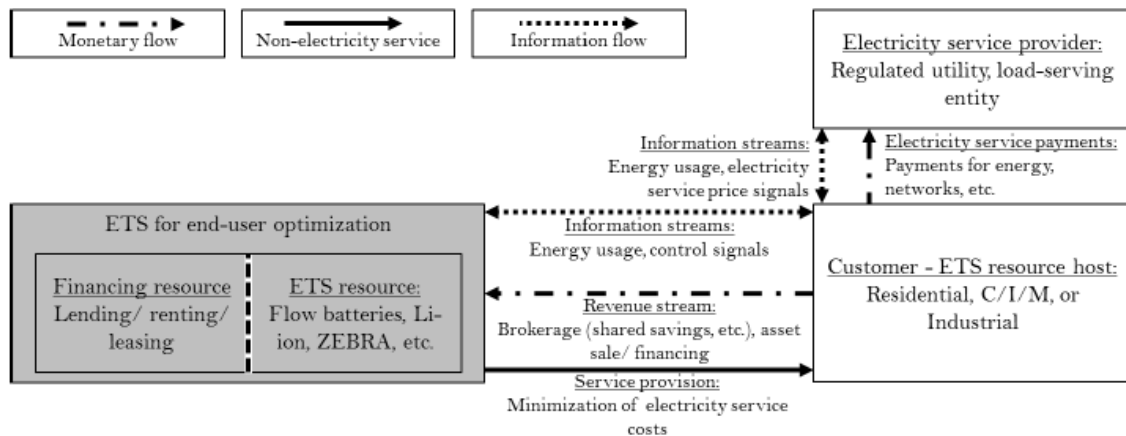 Monetary flow
Non-electricity service
Information flow
Electricity service provider:
Regulated utility, load-serving
entity
Information streams:
Energy usage, electricity
service price signals
Electricity service payments:
Payments for energy,
networks, etc.
ETS for end-user optimization
Financing resource
Lending/ renting/
leasing
ETS resource:
Flow batteries, Li-
ion, ZEBRA, etc.
Information streams:
Energy usage, control signals
Revenue stream:
Brokerage (shared savings, etc.), asset
sale/ financing
Service provision:
Minimization of electricity service
costs
Customer - ETS resource host:
Residential, C/I/M, or
Industrial